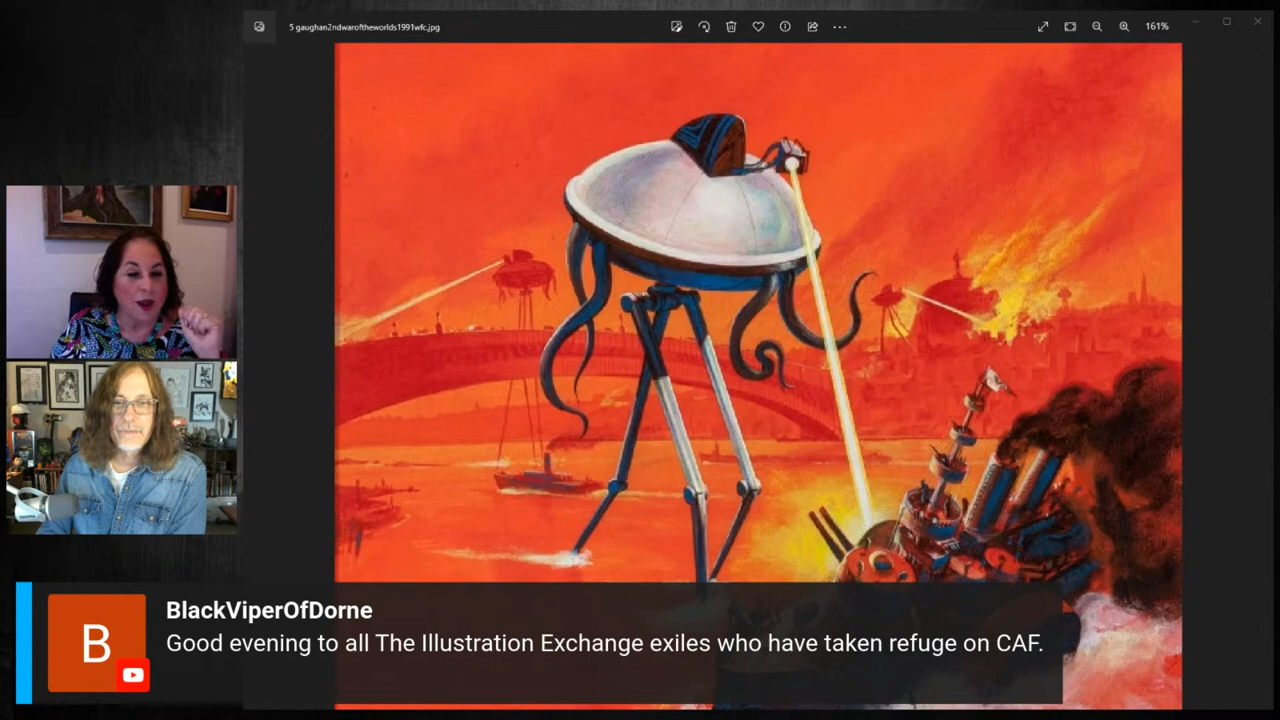 5 gaughan2ndwaroftheworlds1991wfc.jpg
161%
B
BlackViperOfDorne
Good evening to all The Illustration Exchange exiles who have taken refuge on CAF.